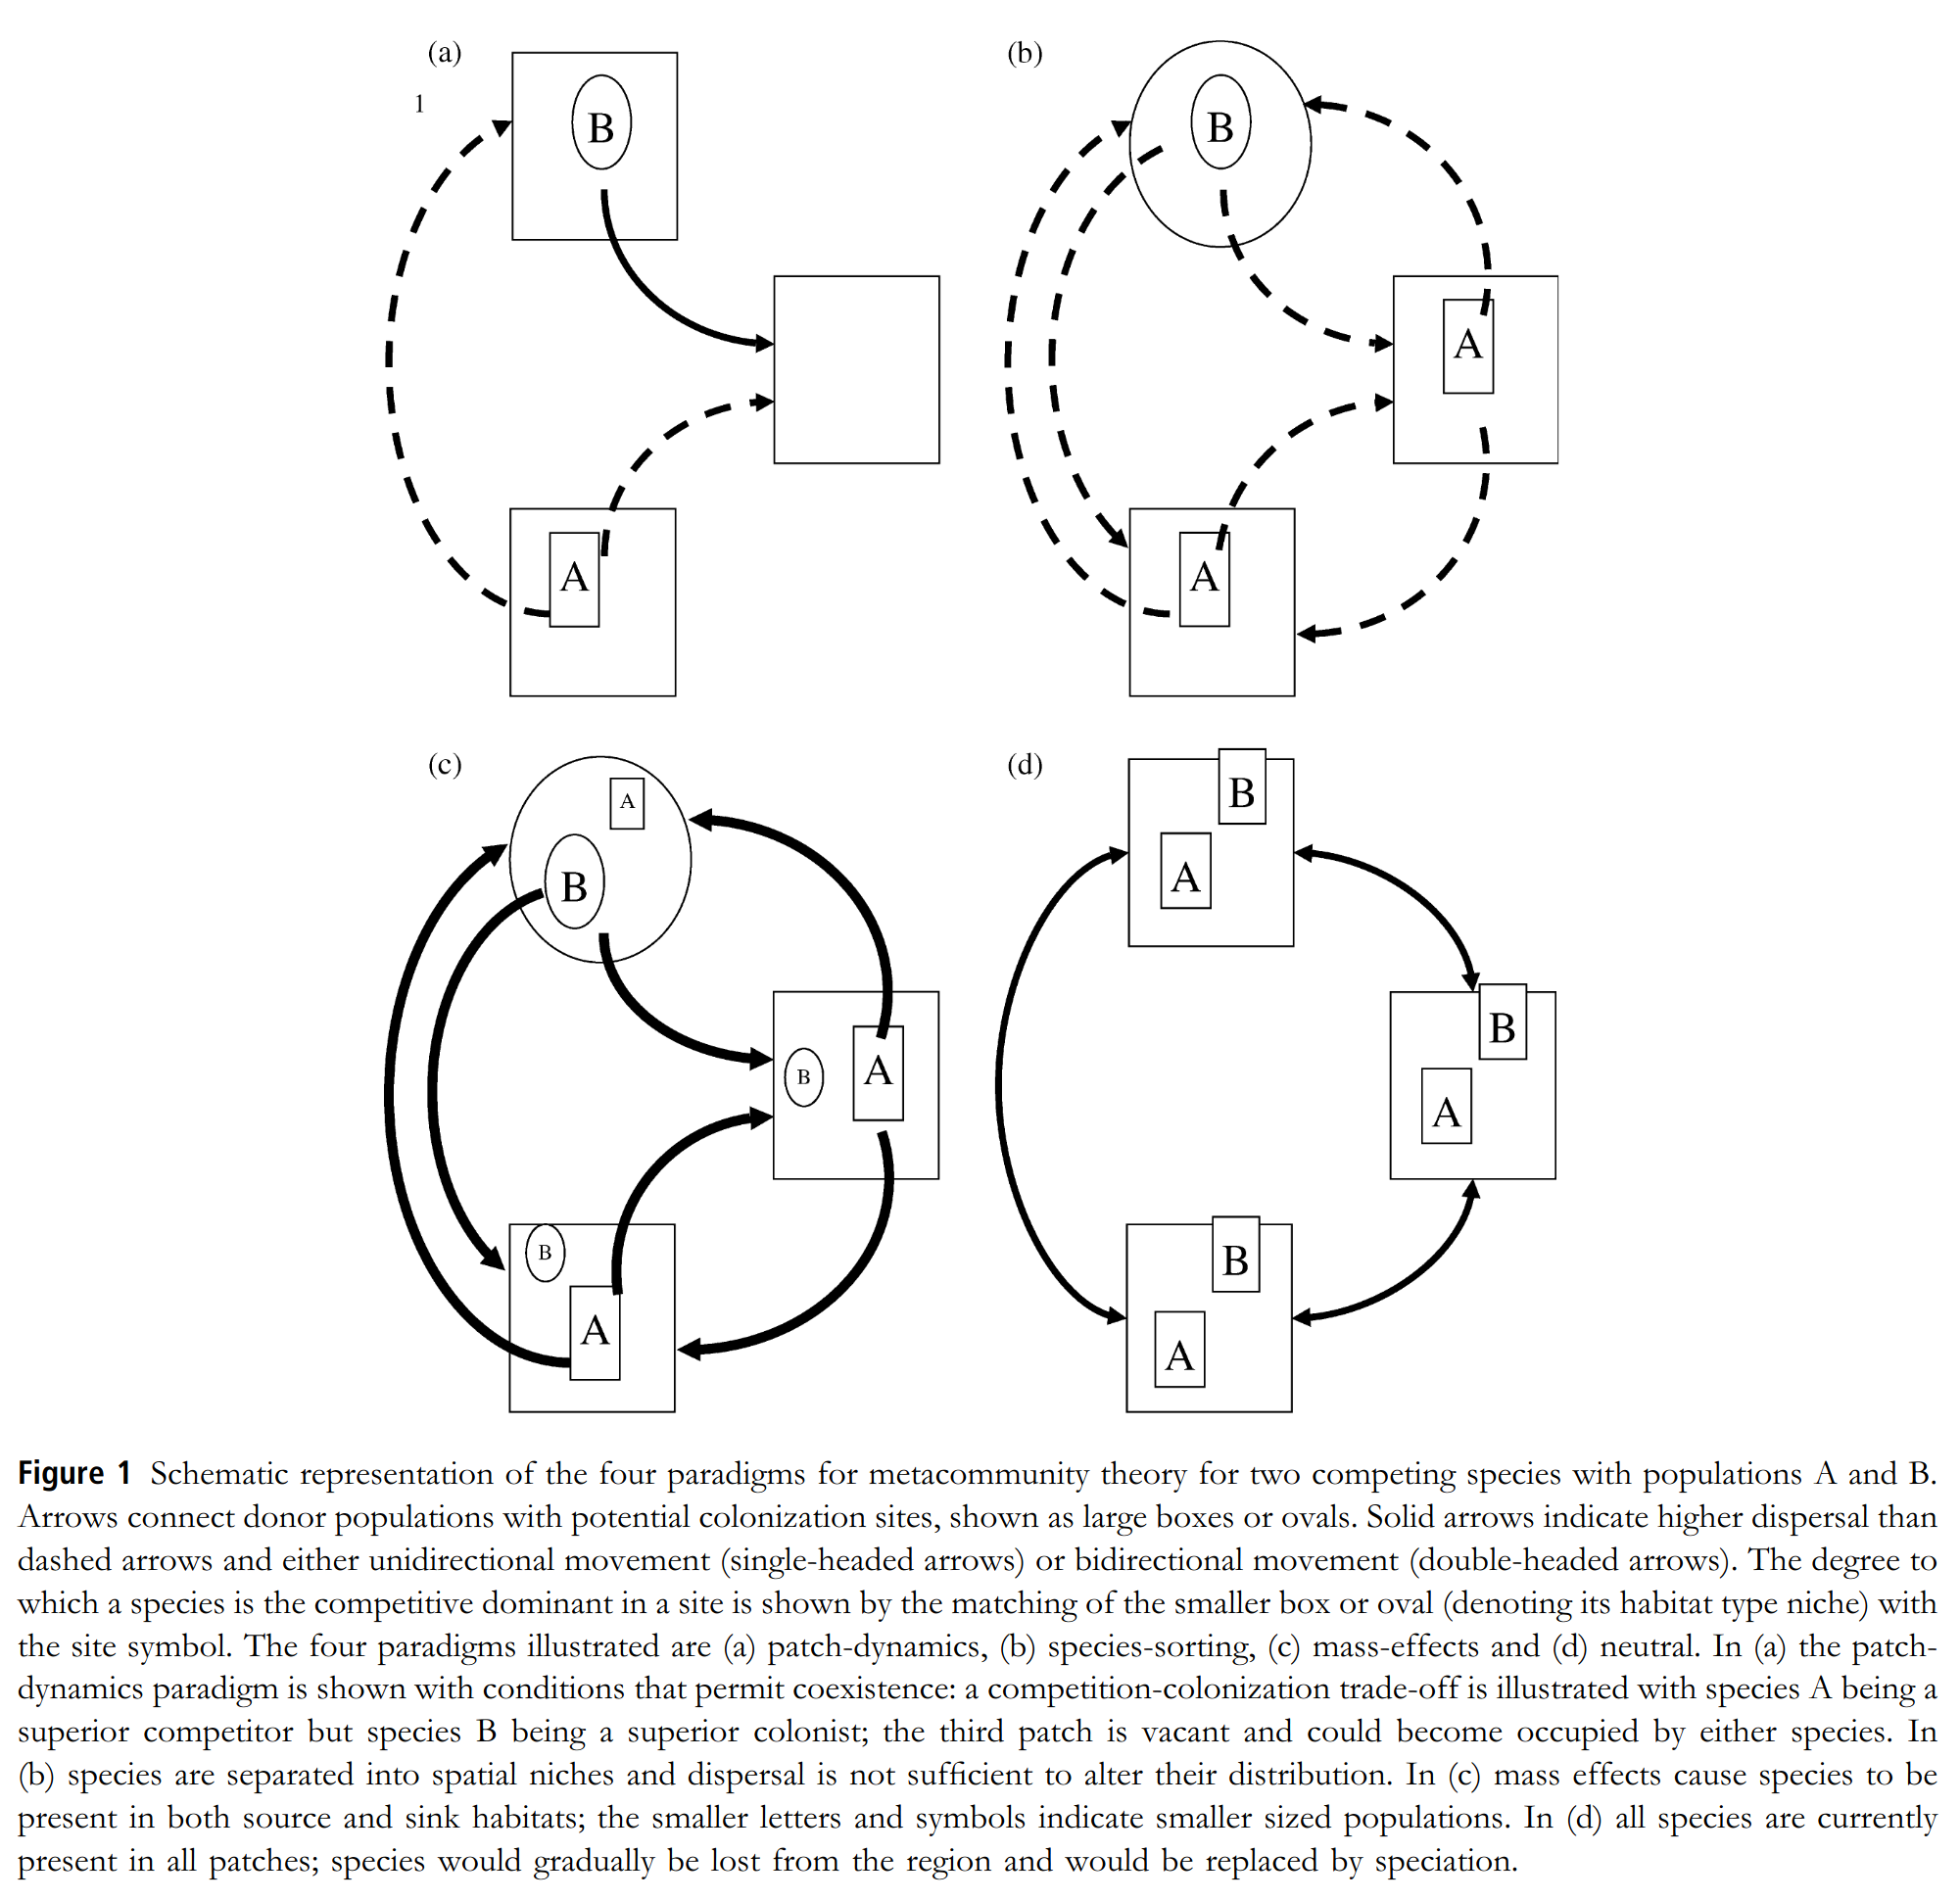 (a)
1
B
A
(b)
B
A
A
(c)
A
B
B
A
B
A
(d)
B
A
B
A
B
A
Figure 1 Schematic representation of the four paradigms for metacommunity theory for two competing species with populations A and B.
Arrows connect donor populations with potential colonization sites, shown as large boxes or ovals. Solid arrows indicate higher dispersal than
dashed arrows and either unidirectional movement (single-headed arrows) or bidirectional movement (double-headed arrows). The degree to
which a species is the competitive dominant in a site is shown by the matching of the smaller box or oval (denoting its habitat type niche) with
the site symbol. The four paradigms illustrated are (a) patch-dynamics, (b) species-sorting, (c) mass-effects and (d) neutral. In (a) the patch-
dynamics paradigm is shown with conditions that permit coexistence: a competition-colonization trade-off is illustrated with species A being a
superior competitor but species B being a superior colonist; the third patch is vacant and could become occupied by either species. In
(b) species are separated into spatial niches and dispersal is not sufficient to alter their distribution. In (c) mass effects cause species to be
present in both source and sink habitats; the smaller letters and symbols indicate smaller sized populations. In (d) all species are currently
present in all patches; species would gradually be lost from the region and would be replaced by speciation.